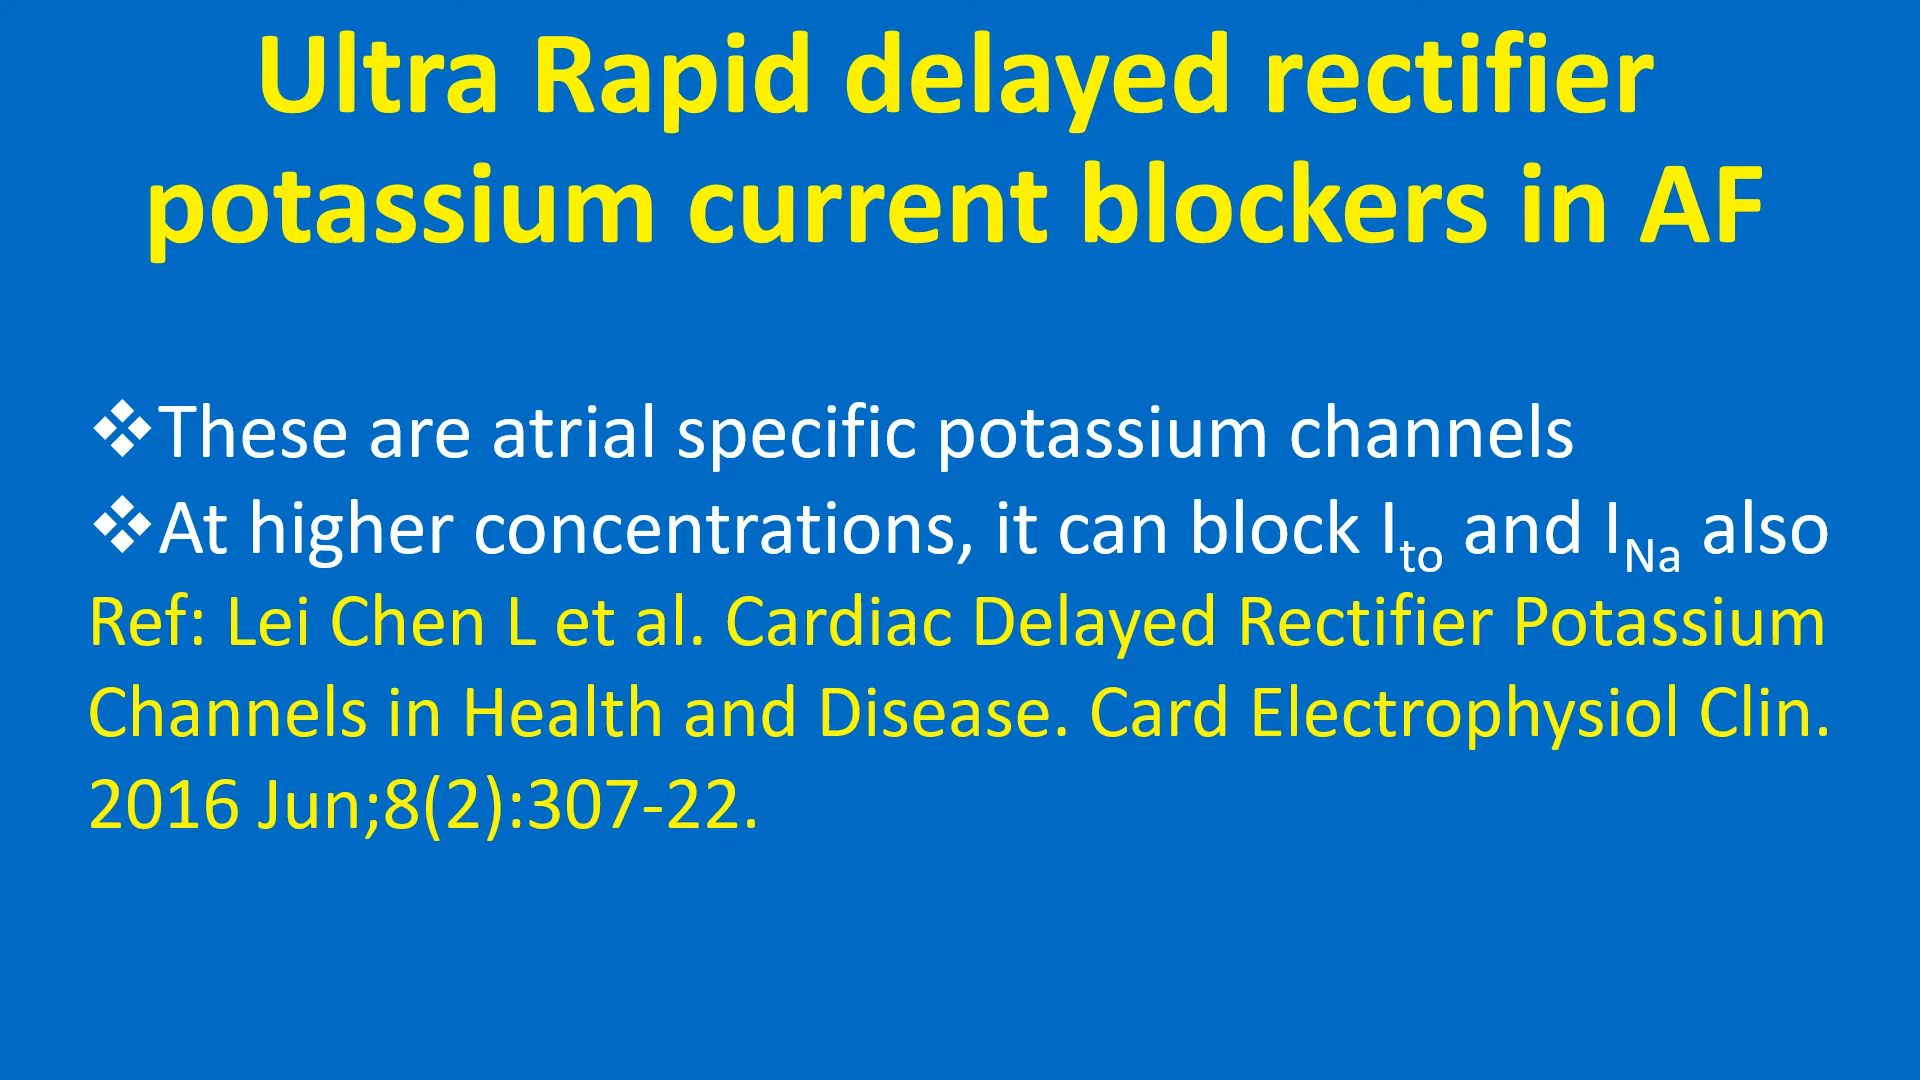 Ultra Rapid delayed rectifier
potassium current blockers in AF
❖These are atrial specific potassium channels
❖At higher concentrations, it can block Ito and INa also
Ref: Lei Chen L et al. Cardiac Delayed Rectifier Potassium
Channels in Health and Disease. Card Electrophysiol Clin.
2016 Jun;8(2):307-22.